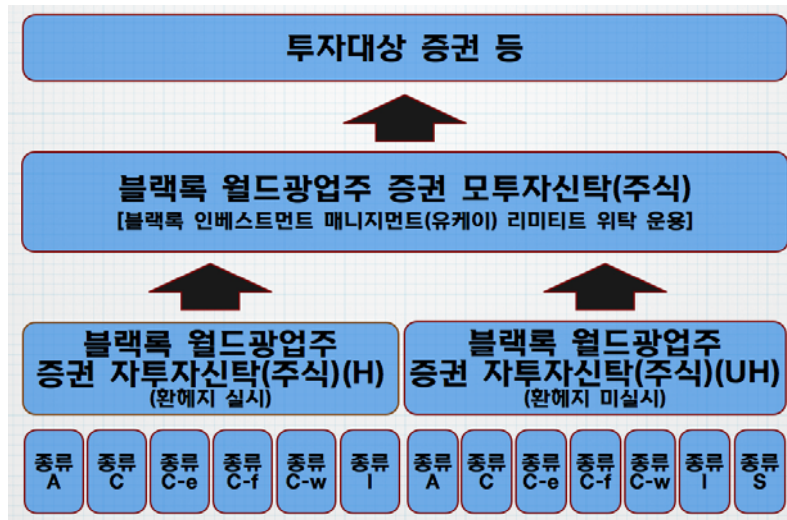 투자대상 증권 등
블랙록 월드광업주 증권 모투자신탁(주식)
[블랙록 인베스트먼트 매니지먼트(유케이) 리미티트 위탁 운용]
블랙록 월드광업주
증권 자투자신탁(주식)(H)
(환헤지 실시)
블랙록 월드광업주
증권 자투자신탁(주식)(UH)
(환헤지 미실시)
종류
A
종류
C
종류
C-e
종류
C-f
종류
C-w
종류
I
종류
A
종류
C
종류
C-e
종류
C-f
종류
C-w
종류
I
종류
S